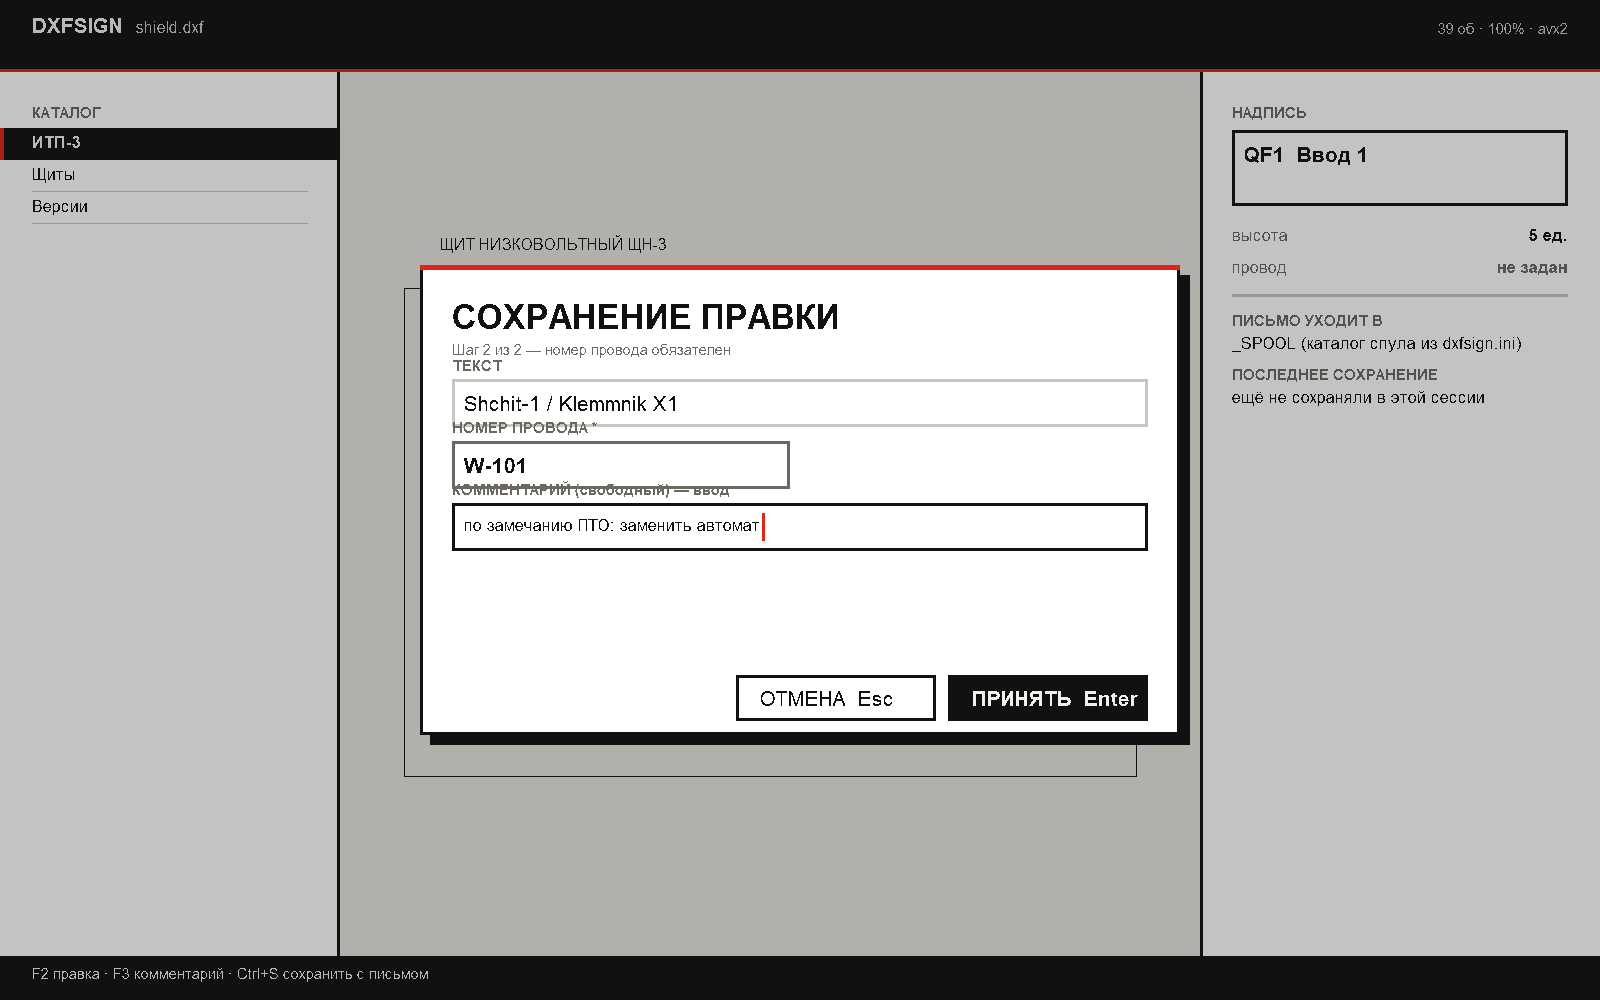 DXFSIGN shield.dxf
39 об · 100% · avx2
КАТАЛОГ
ИТП-3
Щиты
Версии
ЩИТ НИЗКОВОЛЬТНЫЙ ЩН-3
СОХРАНЕНИЕ ПРАВКИ
Шаг 2 из 2 — номер провода обязателен
ТЕКСТ
Shchit-1 / Klemmnik X1
НОМЕР ПРОВОДА *
W-101
КОММЕНТАРИЙ (свободный) — ввод
по замечанию ПТО: заменить автомат
ОТМЕНА Esc
ПРИНЯТЬ Enter
НАДПИСЬ
QF1 Ввод 1
высота 5 ед.
провод не задан
ПИСЬМО УХОДИТ В
_SPOOL (каталог спула из dxfsign.ini)
ПОСЛЕДНЕЕ СОХРАНЕНИЕ
ещё не сохраняли в этой сессии
F2 правка · F3 комментарий · Ctrl+S сохранить с письмом